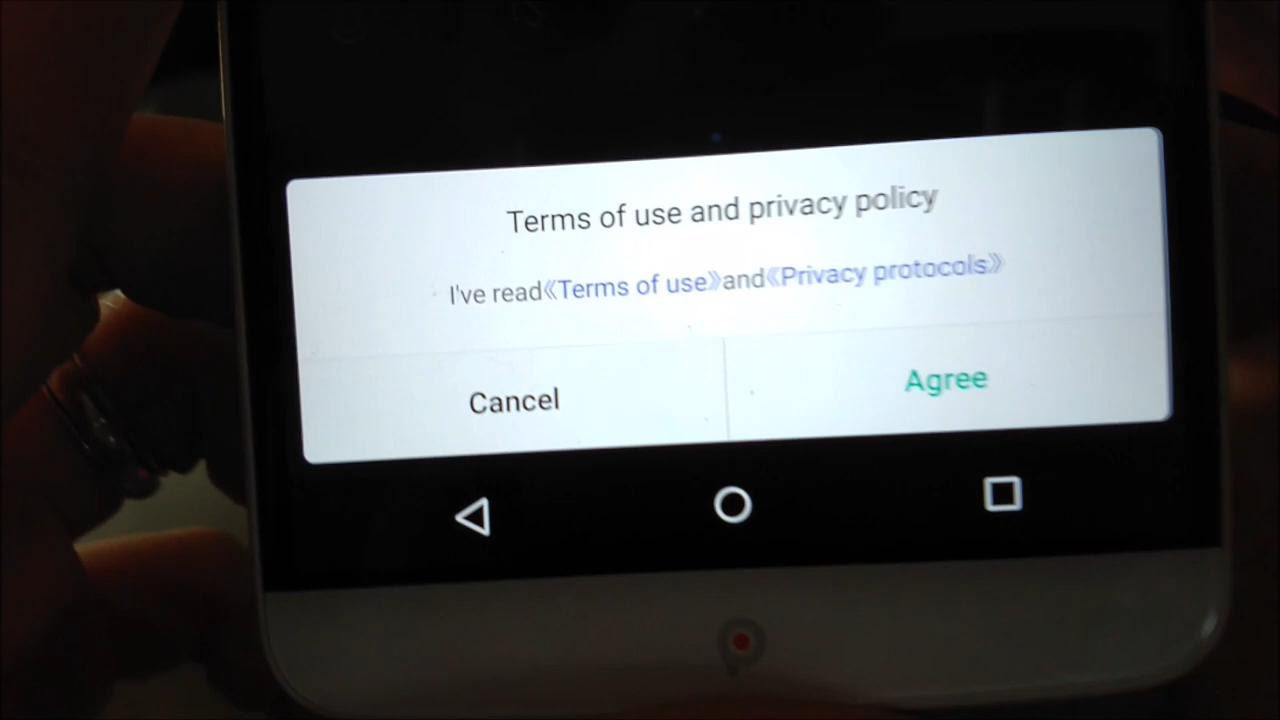 Terms of use and privacy policy
I've read《Terms of use》and《Privacy protocols》
Cancel
Agree